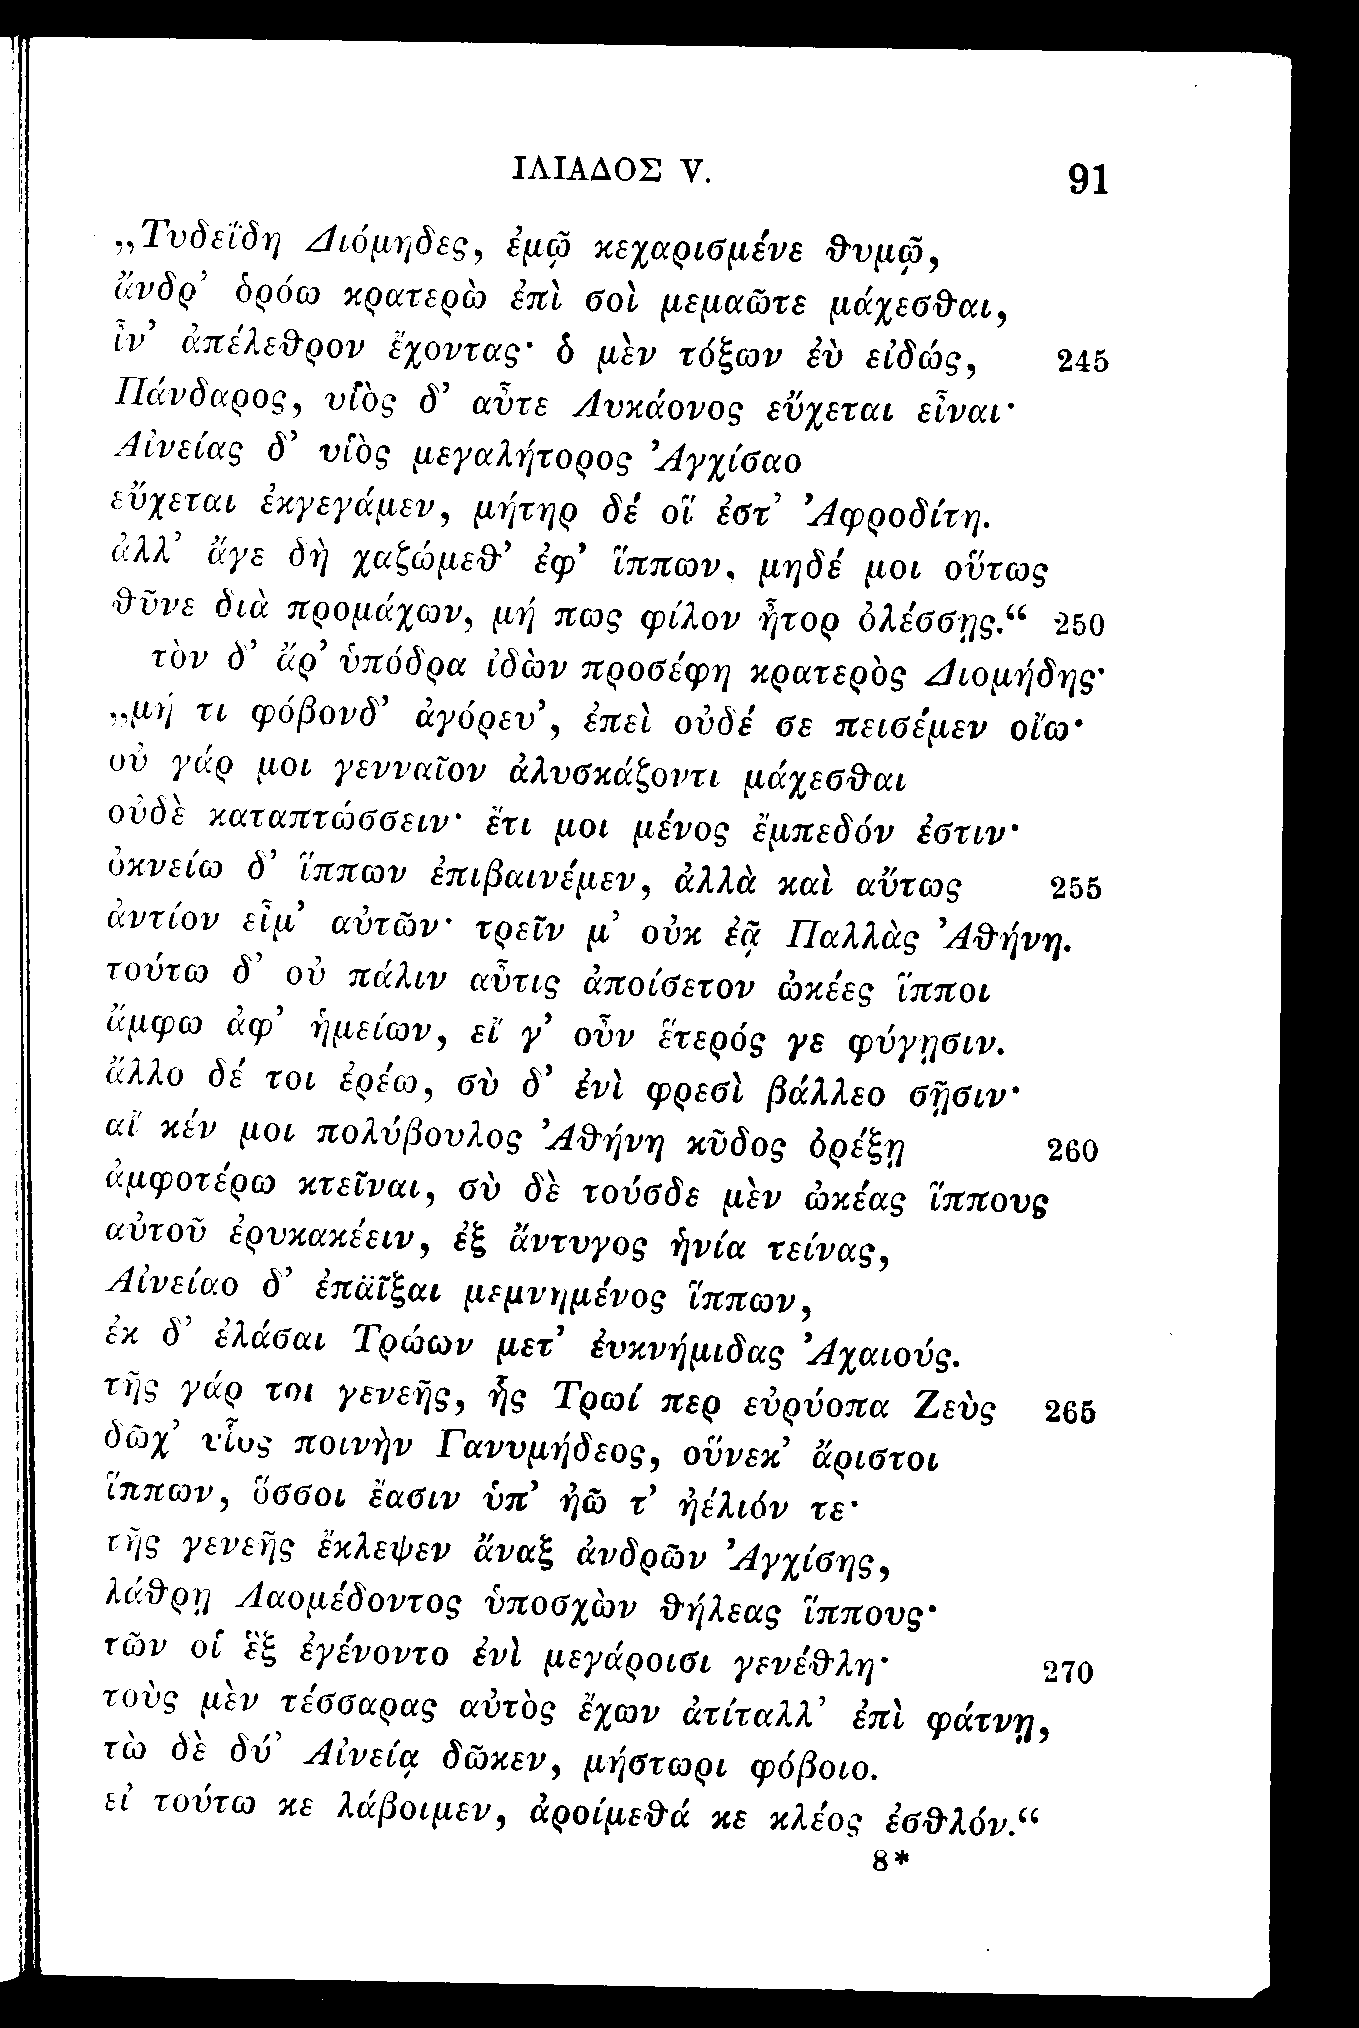 ΙΛΙΑΔΟΣ V. 91
„Τυδεΐδη Διόμηδες, ἐμῷ κεχαρισμένε θυμῷ,
ἄνδρ’ ὁρόω κρατερὼ ἐπὶ σοὶ μεμαῶτε μάχεσθαι,
ἶν’ ἀπέλεθρον ἔχοντας· ὁ μὲν τόξων ἐὺ εἰδώς, 245
Πάνδαρος, υἱὸς δ’ αὖτε Λυκάονος εὔχεται εἶναι·
Αἰνείας δ’ υἱὸς μεγαλήτορος Ἀγχίσαο
εὔχεται ἐκγεγάμεν, μήτηρ δέ οἵ ἐστ’ Ἀφροδίτη.
ἀλλ’ ἄγε δὴ χαζώμεθ’ ἐφ’ ἵππων, μηδέ μοι οὕτως
θῦνε διὰ προμάχων, μή πως φίλον ἦτορ ὀλέσσῃς.“ 250
τὸν δ’ ἄρ’ ὑπόδρα ἰδὼν προσέφη κρατερὸς Διομήδης·
„μή τι φόβονδ’ ἀγόρευ’, ἐπεὶ οὐδέ σε πεισέμεν οἴω·
οὐ γάρ μοι γενναῖον ἀλυσκάζοντι μάχεσθαι
οὐδὲ καταπτώσσειν· ἔτι μοι μένος ἔμπεδόν ἐστιν·
ὀκνείω δ’ ἵππων ἐπιβαινέμεν, ἀλλὰ καὶ αὔτως 255
ἀντίον εἶμ’ αὐτῶν· τρεῖν μ’ οὐκ ἐᾷ Παλλὰς Ἀθήνη.
τούτω δ’ οὐ πάλιν αὖτις ἀποίσετον ὠκέες ἵπποι
ἄμφω ἀφ’ ἡμείων, εἴ γ’ οὖν ἕτερός γε φύγῃσιν.
ἄλλο δέ τοι ἐρέω, σὺ δ’ ἐνὶ φρεσὶ βάλλεο σῇσιν·
αἴ κέν μοι πολύβουλος Ἀθήνη κῦδος ὀρέξῃ 260
ἀμφοτέρω κτεῖναι, σὺ δὲ τούσδε μὲν ὠκέας ἵππους
αὐτοῦ ἐρυκακέειν, ἐξ ἄντυγος ἡνία τείνας,
Αἰνείαο δ’ ἐπαΐξαι μεμνημένος ἵππων,
ἐκ δ’ ἐλάσαι Τρώων μετ’ ἐυκνήμιδας Ἀχαιούς.
τῆς γάρ τοι γενεῆς, ἧς Τρωί περ εὐρύοπα Ζεὺς 265
δῶχ’ υἷος ποινὴν Γανυμήδεος, οὕνεκ’ ἄριστοι
ἵππων, ὅσσοι ἔασιν ὑπ’ ἠῶ τ’ ἠέλιόν τε·
τῆς γενεῆς ἔκλεψεν ἄναξ ἀνδρῶν Ἀγχίσης,
λάθρῃ Λαομέδοντος ὑποσχὼν θήλεας ἵππους·
τῶν οἱ ἓξ ἐγένοντο ἐνὶ μεγάροισι γενέθλη· 270
τοὺς μὲν τέσσαρας αὐτὸς ἔχων ἀτίταλλ’ ἐπὶ φάτνῃ,
τὼ δὲ δύ’ Αἰνείᾳ δῶκεν, μήστωρι φόβοιο.
εἰ τούτω κε λάβοιμεν, ἀροίμεθά κε κλέος ἐσθλόν.“
8*